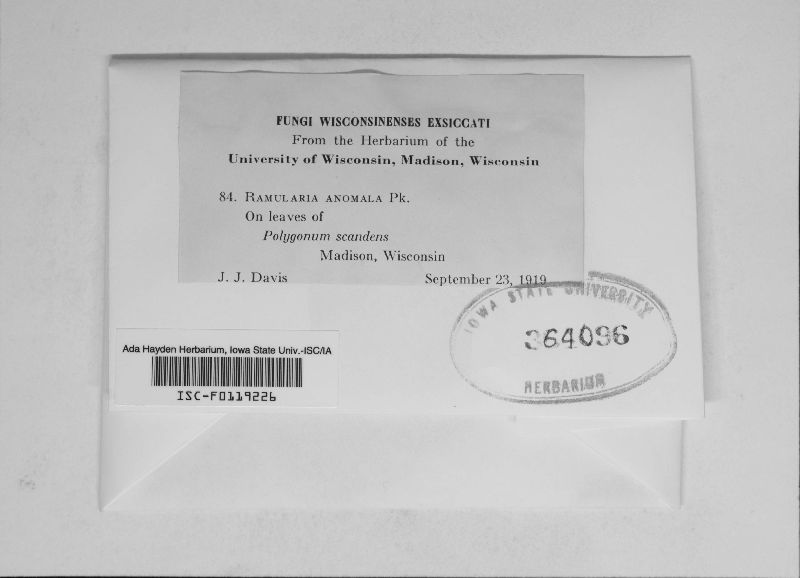 FUNGI WISCONSINENSES EXSICCATI
From the Herbarium of the
University of Wisconsin, Madison, Wisconsin
84. RAMULARIA ANOMALA Pk.
On leaves of
Polygonum scandens
Madison, Wisconsin
J. J. Davis September 23, 1919
IOWA STATE UNIVERSITY
364096
HERBARIUM
Ada Hayden Herbarium, Iowa State Univ.-ISC/IA
ISC-F0119226